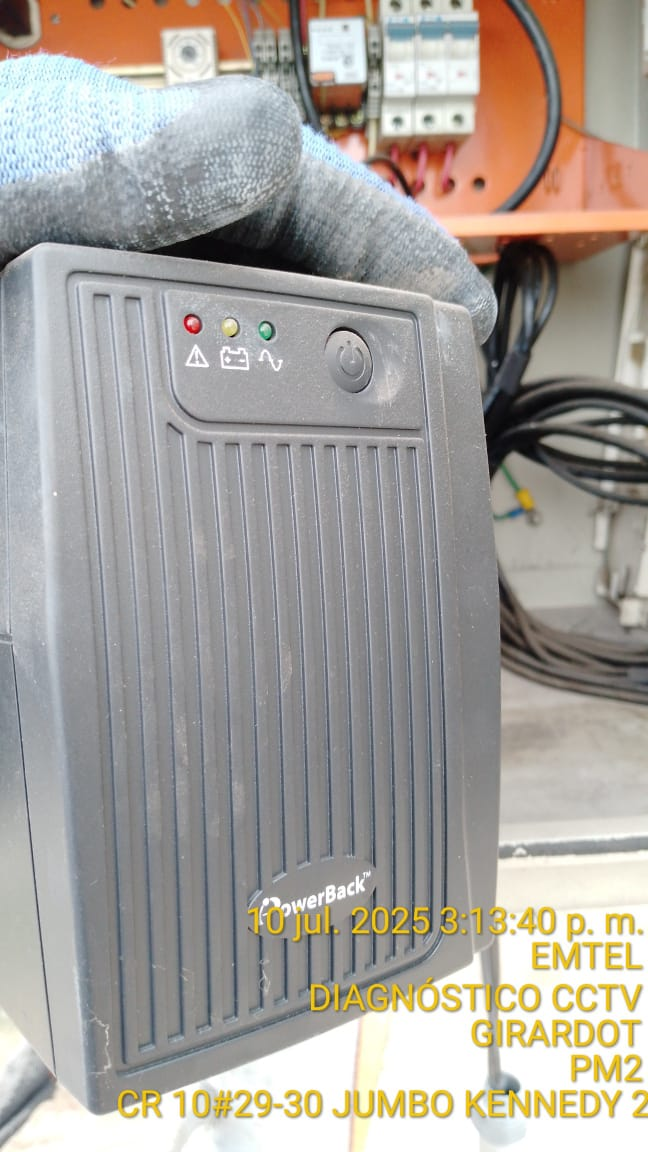 PowerBack™
10 jul. 2025 3:13:40 p. m.
EMTEL
DIAGNÓSTICO CCTV
GIRARDOT
PM2
CR 10#29-30 JUMBO KENNEDY 2